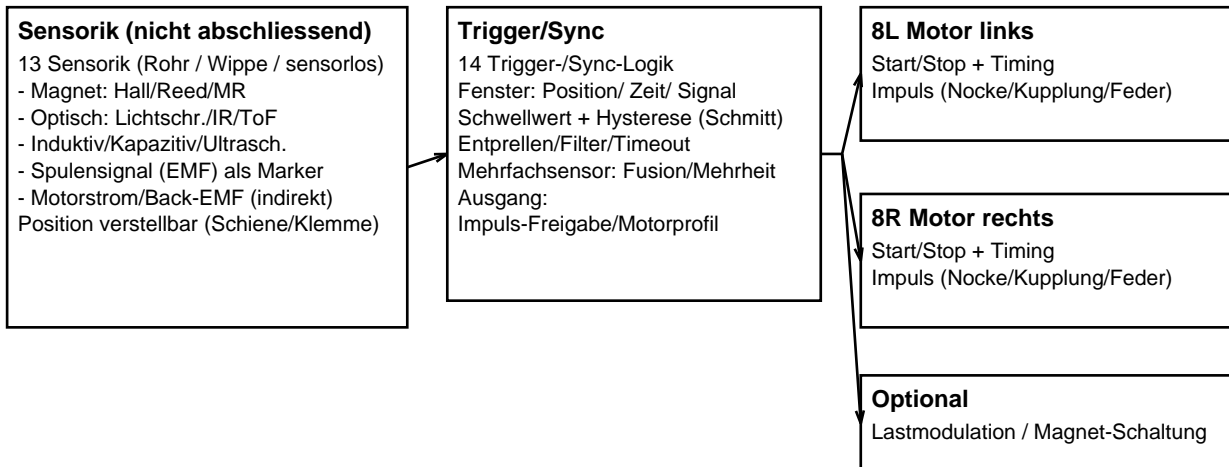 Sensorik (nicht abschliessend)
13 Sensorik (Rohr / Wippe / sensorlos)
- Magnet: Hall/Reed/MR
- Optisch: Lichtschr./IR/ToF
- Induktiv/Kapazitiv/Ultrasch.
- Spulensignal (EMF) als Marker
- Motorstrom/Back-EMF (indirekt)
Position verstellbar (Schiene/Klemme)
Trigger/Sync
14 Trigger-/Sync-Logik
Fenster: Position/ Zeit/ Signal
Schwellwert + Hysterese (Schmitt)
Entprellen/Filter/Timeout
Mehrfachsensor: Fusion/Mehrheit
Ausgang:
Impuls-Freigabe/Motorprofil
8L Motor links
Start/Stop + Timing
Impuls (Nocke/Kupplung/Feder)
8R Motor rechts
Start/Stop + Timing
Impuls (Nocke/Kupplung/Feder)
Optional
Lastmodulation / Magnet-Schaltung